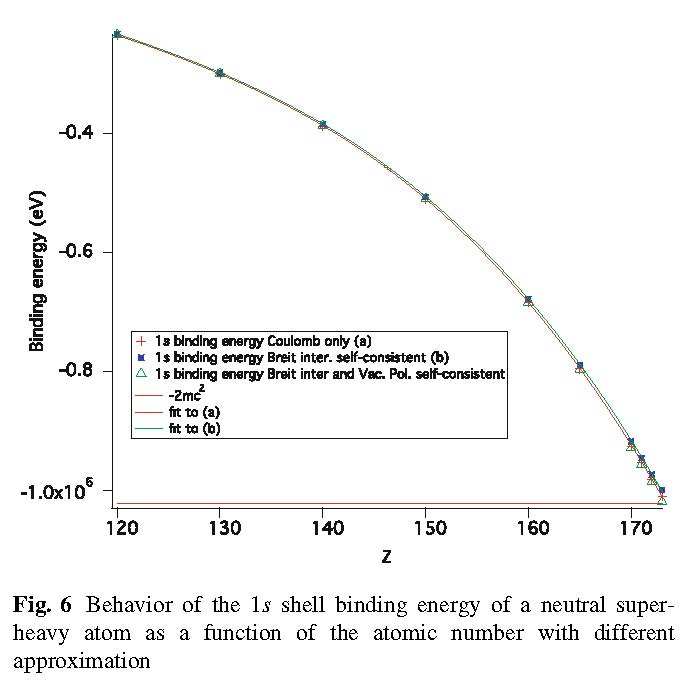 -0.4
-0.6
-0.8
-1.0x10⁶
Binding energy (eV)
1s binding energy Coulomb only (a)
1s binding energy Breit inter. self-consistent (b)
1s binding energy Breit inter and Vac. Pol. self-consistent
-2mc²
fit to (a)
fit to (b)
120 130 140 150 160 170
Z
Fig. 6 Behavior of the 1s shell binding energy of a neutral super-
heavy atom as a function of the atomic number with different
approximation